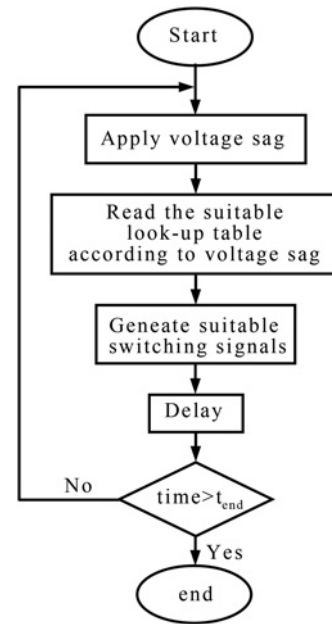 Start
Apply voltage sag
Read the suitable
look-up table
according to voltage sag
Geneate suitable
switching signals
Delay
No
time>tend
Yes
end